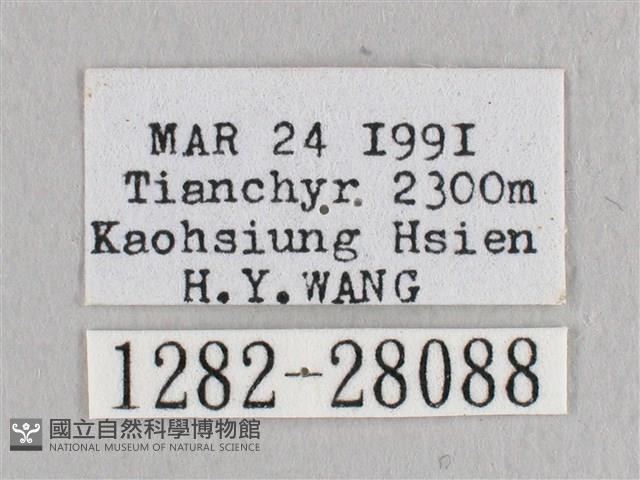 MAR 24 1991
Tianchyr 2300m
Kaohsiung Hsien
H.Y.WANG
1282-28088
國立自然科學博物館
NATIONAL MUSEUM OF NATURAL SCIENCE